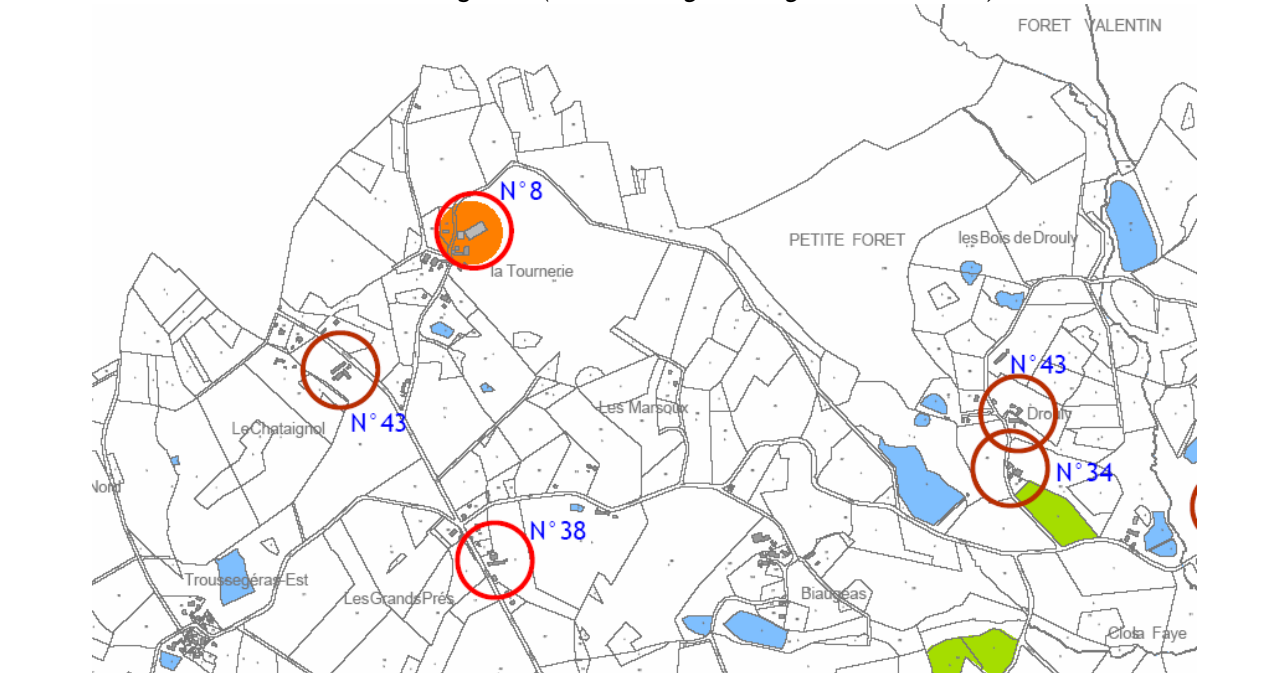 FORET VALENTIN
N°8
PETITE FORET
les Bois de Drouly
la Tournerie
N°43
Les Marsoux
Drouly
Le Chataignol
N°43
N°34
Nord
N°38
Troussegéras-Est
Les Grands Prés
Biaugeas
Clos la Faye